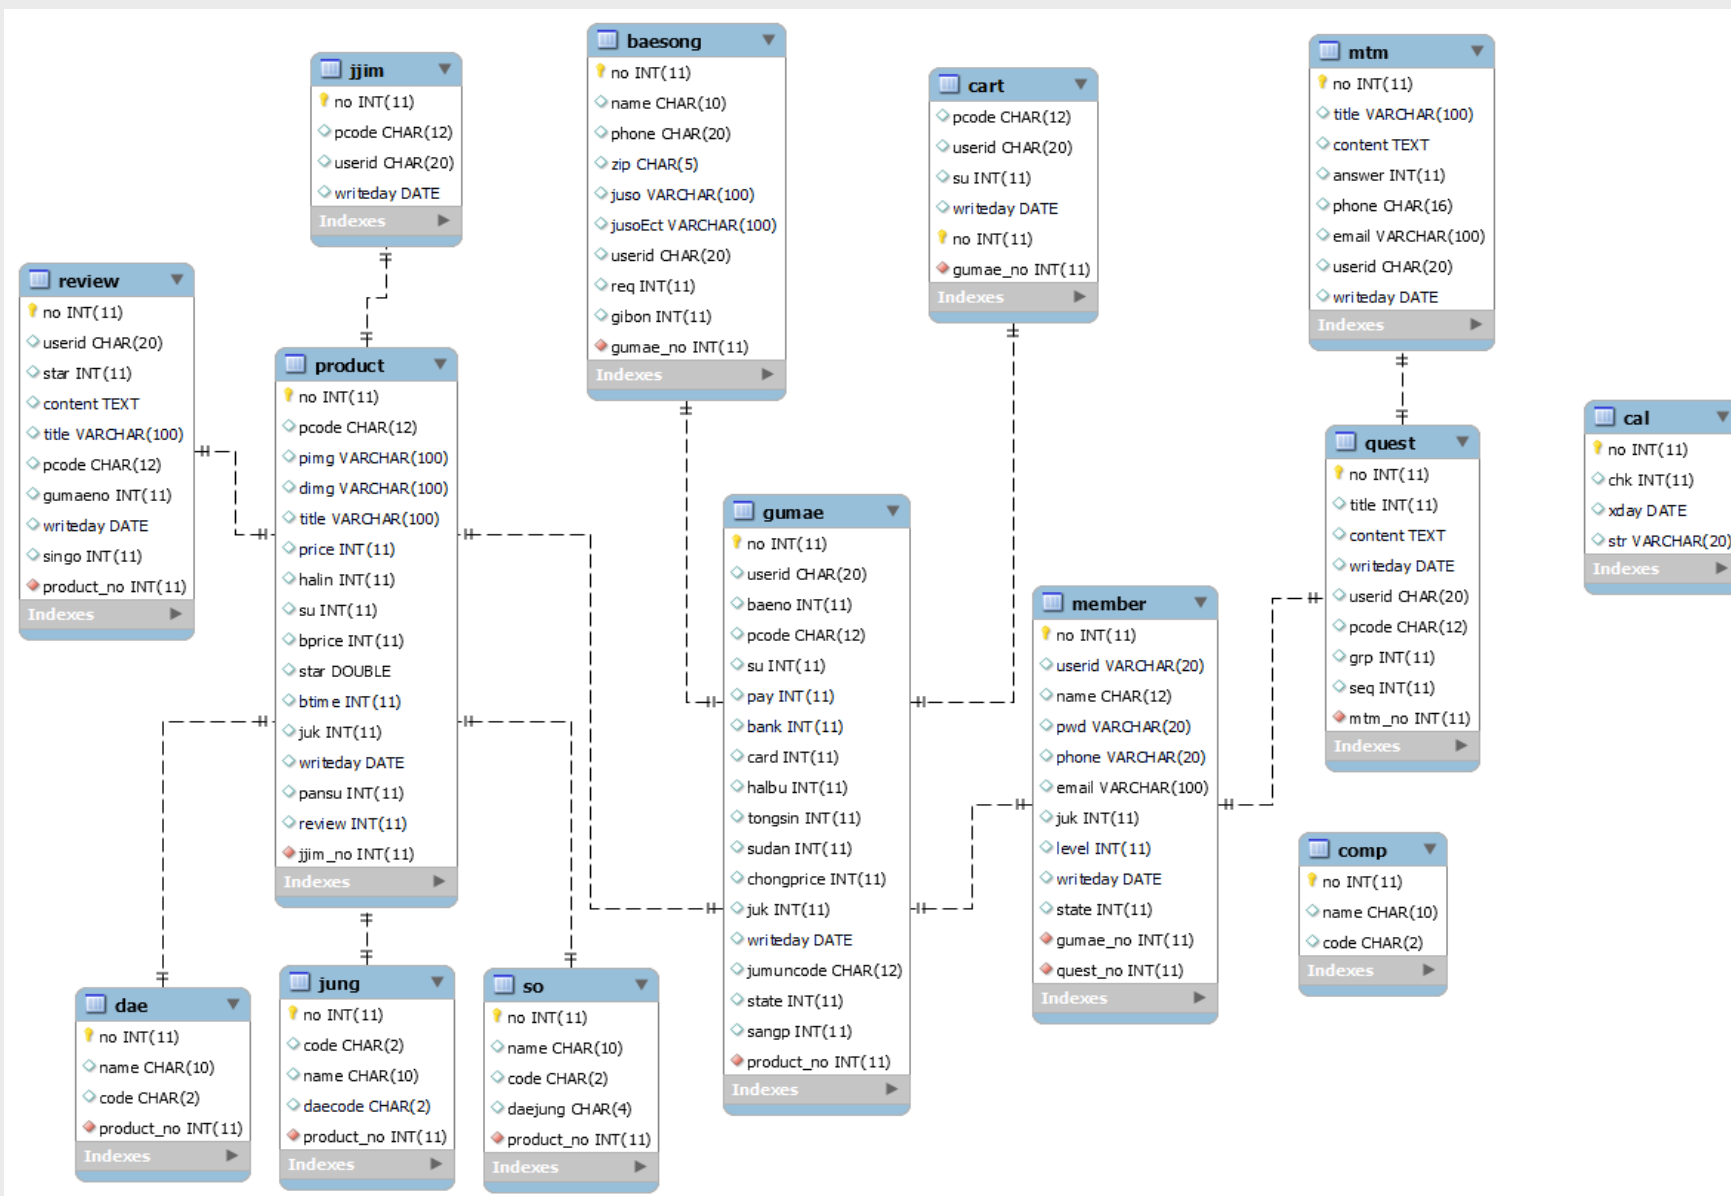 jjim
no INT(11)
pcode CHAR(12)
userid CHAR(20)
writeday DATE
Indexes
baesong
no INT(11)
name CHAR(10)
phone CHAR(20)
zip CHAR(5)
juso VARCHAR(100)
jusoEct VARCHAR(100)
userid CHAR(20)
req INT(11)
gibon INT(11)
gumae_no INT(11)
Indexes
cart
pcode CHAR(12)
userid CHAR(20)
su INT(11)
writeday DATE
no INT(11)
gumae_no INT(11)
Indexes
mtm
no INT(11)
title VARCHAR(100)
content TEXT
answer INT(11)
phone CHAR(16)
email VARCHAR(100)
userid CHAR(20)
writeday DATE
Indexes
review
no INT(11)
userid CHAR(20)
star INT(11)
content TEXT
title VARCHAR(100)
pcode CHAR(12)
gumaeno INT(11)
writeday DATE
singo INT(11)
product_no INT(11)
Indexes
product
no INT(11)
pcode CHAR(12)
pimg VARCHAR(100)
dimg VARCHAR(100)
title VARCHAR(100)
price INT(11)
halin INT(11)
su INT(11)
bprice INT(11)
star DOUBLE
btime INT(11)
juk INT(11)
writeday DATE
pansu INT(11)
review INT(11)
jjim_no INT(11)
Indexes
gumae
no INT(11)
userid CHAR(20)
baeno INT(11)
pcode CHAR(12)
su INT(11)
pay INT(11)
bank INT(11)
card INT(11)
halbu INT(11)
tongsin INT(11)
sudan INT(11)
chongprice INT(11)
juk INT(11)
writeday DATE
jumuncode CHAR(12)
state INT(11)
sangp INT(11)
product_no INT(11)
Indexes
member
no INT(11)
userid VARCHAR(20)
name CHAR(12)
pwd VARCHAR(20)
phone VARCHAR(20)
email VARCHAR(100)
juk INT(11)
level INT(11)
writeday DATE
state INT(11)
gumae_no INT(11)
quest_no INT(11)
Indexes
quest
no INT(11)
title INT(11)
content TEXT
writeday DATE
userid CHAR(20)
pcode CHAR(12)
grp INT(11)
seq INT(11)
mtm_no INT(11)
Indexes
cal
no INT(11)
chk INT(11)
xday DATE
str VARCHAR(20)
Indexes
comp
no INT(11)
name CHAR(10)
code CHAR(2)
Indexes
dae
no INT(11)
name CHAR(10)
code CHAR(2)
product_no INT(11)
Indexes
jung
no INT(11)
code CHAR(2)
name CHAR(10)
daecode CHAR(2)
product_no INT(11)
Indexes
so
no INT(11)
name CHAR(10)
code CHAR(2)
daejung CHAR(4)
product_no INT(11)
Indexes